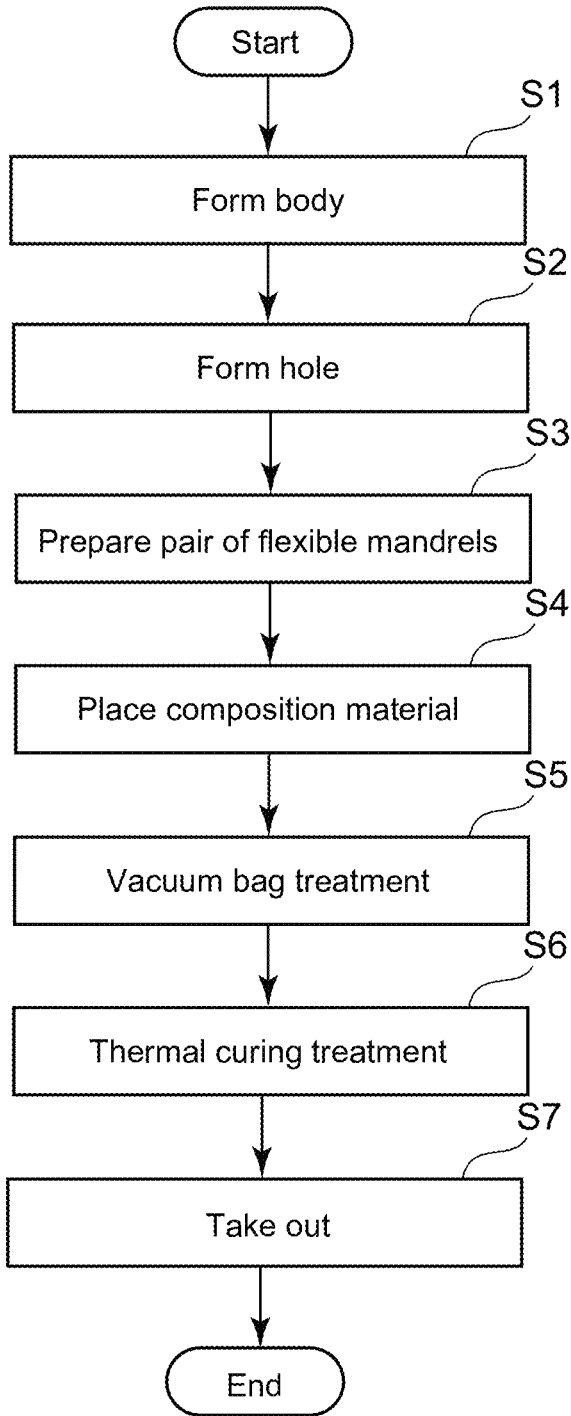 Start
S1
Form body
S2
Form hole
S3
Prepare pair of flexible mandrels
S4
Place composition material
S5
Vacuum bag treatment
S6
Thermal curing treatment
S7
Take out
End